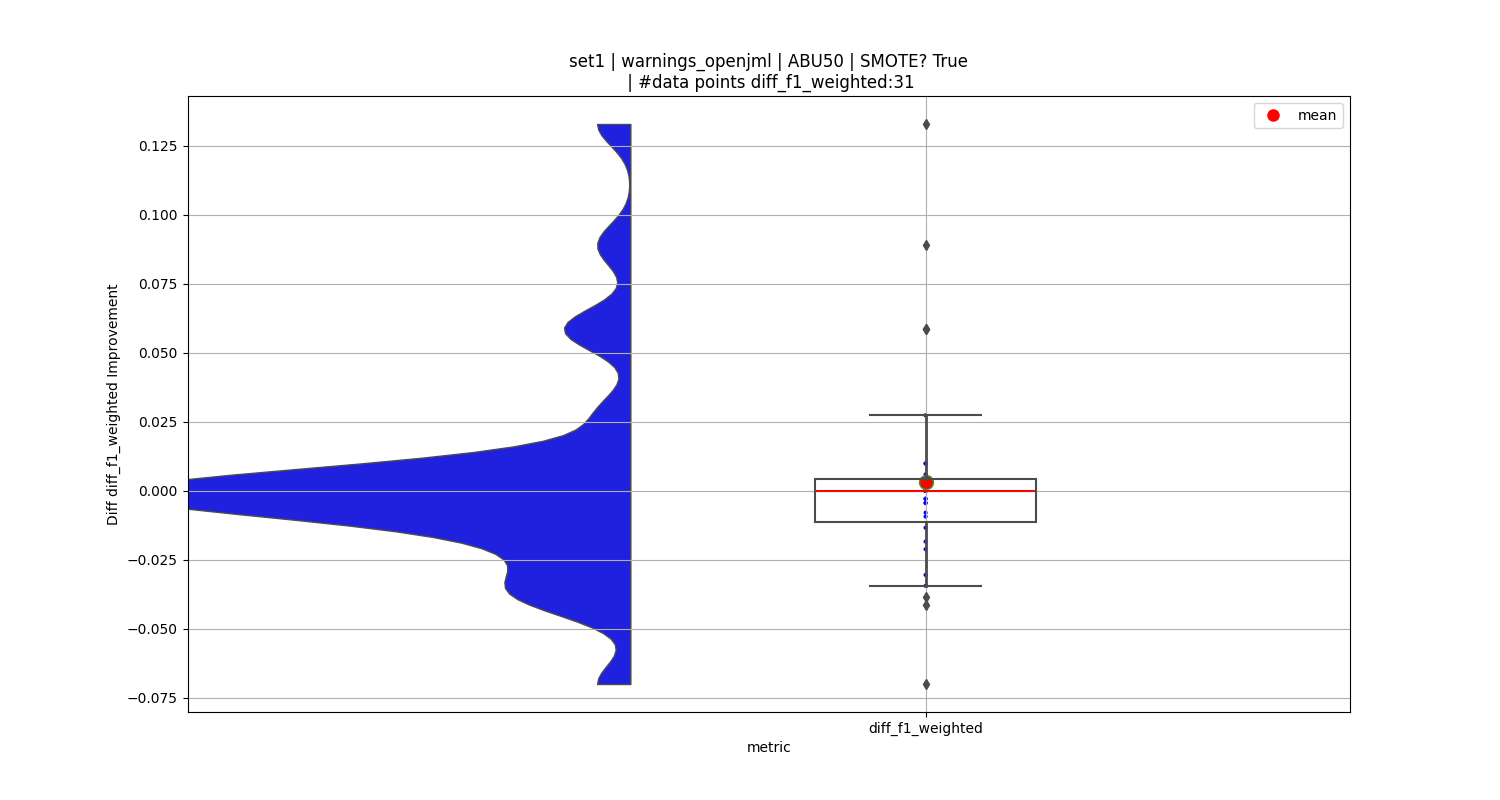 set1 | warnings_openjml | ABU50 | SMOTE? True
| #data points diff_f1_weighted:31
mean
0.125
0.100
0.075
0.050
0.025
0.000
−0.025
−0.050
−0.075
Diff diff_f1_weighted Improvement
diff_f1_weighted
metric